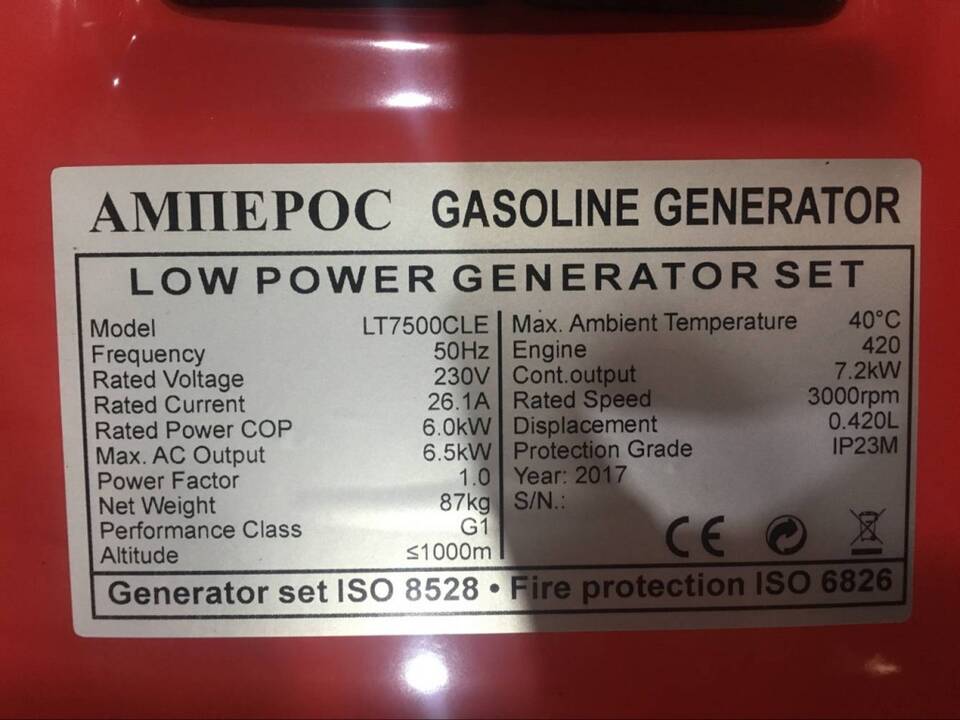 АМПЕРОС GASOLINE GENERATOR
LOW POWER GENERATOR SET
Model LT7500CLE
Frequency 50Hz
Rated Voltage 230V
Rated Current 26.1A
Rated Power COP 6.0kW
Max. AC Output 6.5kW
Power Factor 1.0
Net Weight 87kg
Performance Class G1
Altitude ≤1000m
Max. Ambient Temperature 40°C
Engine 420
Cont.output 7.2kW
Rated Speed 3000rpm
Displacement 0.420L
Protection Grade IP23M
Year: 2017
S/N.:
CE
Generator set ISO 8528 • Fire protection ISO 6826